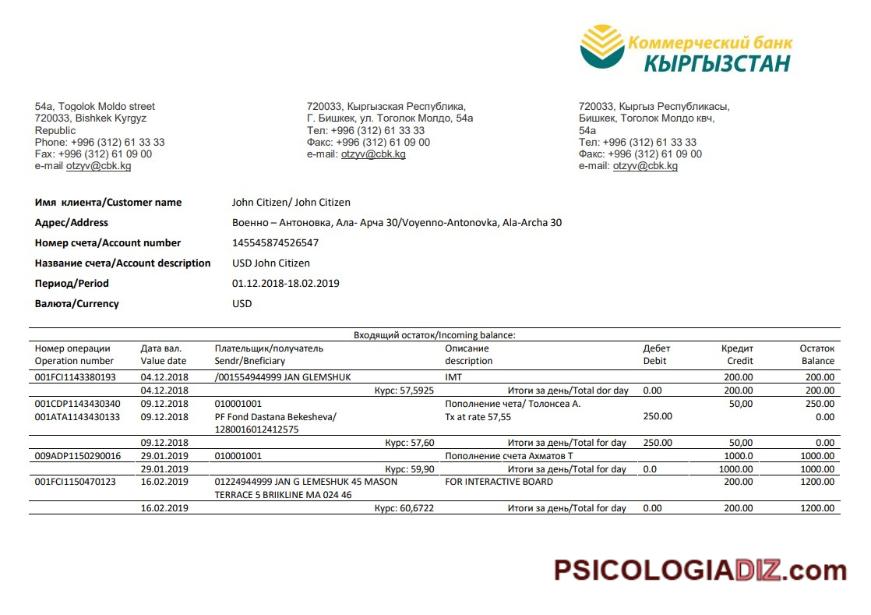 Коммерческий банк
КЫРГЫЗСТАН
54a, Togolok Moldo street
720033, Bishkek Kyrgyz
Republic
Phone: +996 (312) 61 33 33
Fax: +996 (312) 61 09 00
e-mail otzyv@cbk.kg
720033, Кыргызская Республика,
Г. Бишкек, ул. Тоголок Молдо, 54а
Тел: +996 (312) 61 33 33
Факс: +996 (312) 61 09 00
e-mail: otzyv@cbk.kg
720033, Кыргыз Республикасы,
Бишкек, Тоголок Молдо квч,
54а
Тел: +996 (312) 61 33 33
Факс: +996 (312) 61 09 00
e-mail: otzyv@cbk.kg
Имя клиента/Customer name John Citizen/ John Citizen
Адрес/Address Военно – Антоновка, Ала- Арча 30/Voyenno-Antonovka, Ala-Archa 30
Номер счета/Account number 145545874526547
Название счета/Account description USD John Citizen
Период/Period 01.12.2018-18.02.2019
Валюта/Currency USD
Входящий остаток/Incoming balance:
Номер операции Дата вал. Плательщик/получатель Описание Дебет Кредит Остаток
Operation number Value date Sendr/Bneficiary description Debit Credit Balance
001FCI1143380193 04.12.2018 /001554944999 JAN GLEMSHUK IMT 200.00 200.00
04.12.2018 Курс: 57,5925 Итоги за день/Total dor day 0.00 200.00 200.00
001CDP1143430340 09.12.2018 010001001 Пополнение чета/ Толонсеа А. 50,00 250.00
001ATA1143430133 09.12.2018 PF Fond Dastana Bekesheva/ Tx at rate 57,55 250.00 0.00
1280016012412575
09.12.2018 Курс: 57,60 Итоги за день/Total for day 250.00 50,00 0.00
009ADP1150290016 29.01.2019 010001001 Пополнение счета Ахматов Т 1000.0 1000.00
29.01.2019 Курс: 59,90 Итоги за день/Total for day 0.0 1000.00 1000.00
001FCI1150470123 16.02.2019 01224944999 JAN G LEMESHUK 45 MASON FOR INTERACTIVE BOARD 200.00 1200.00
TERRACE 5 BRIIKLINE MA 024 46
16.02.2019 Курс: 60,6722 Итоги за день/Total for day 0.00 200.00 1200.00
PSICOLOGIADIZ.com